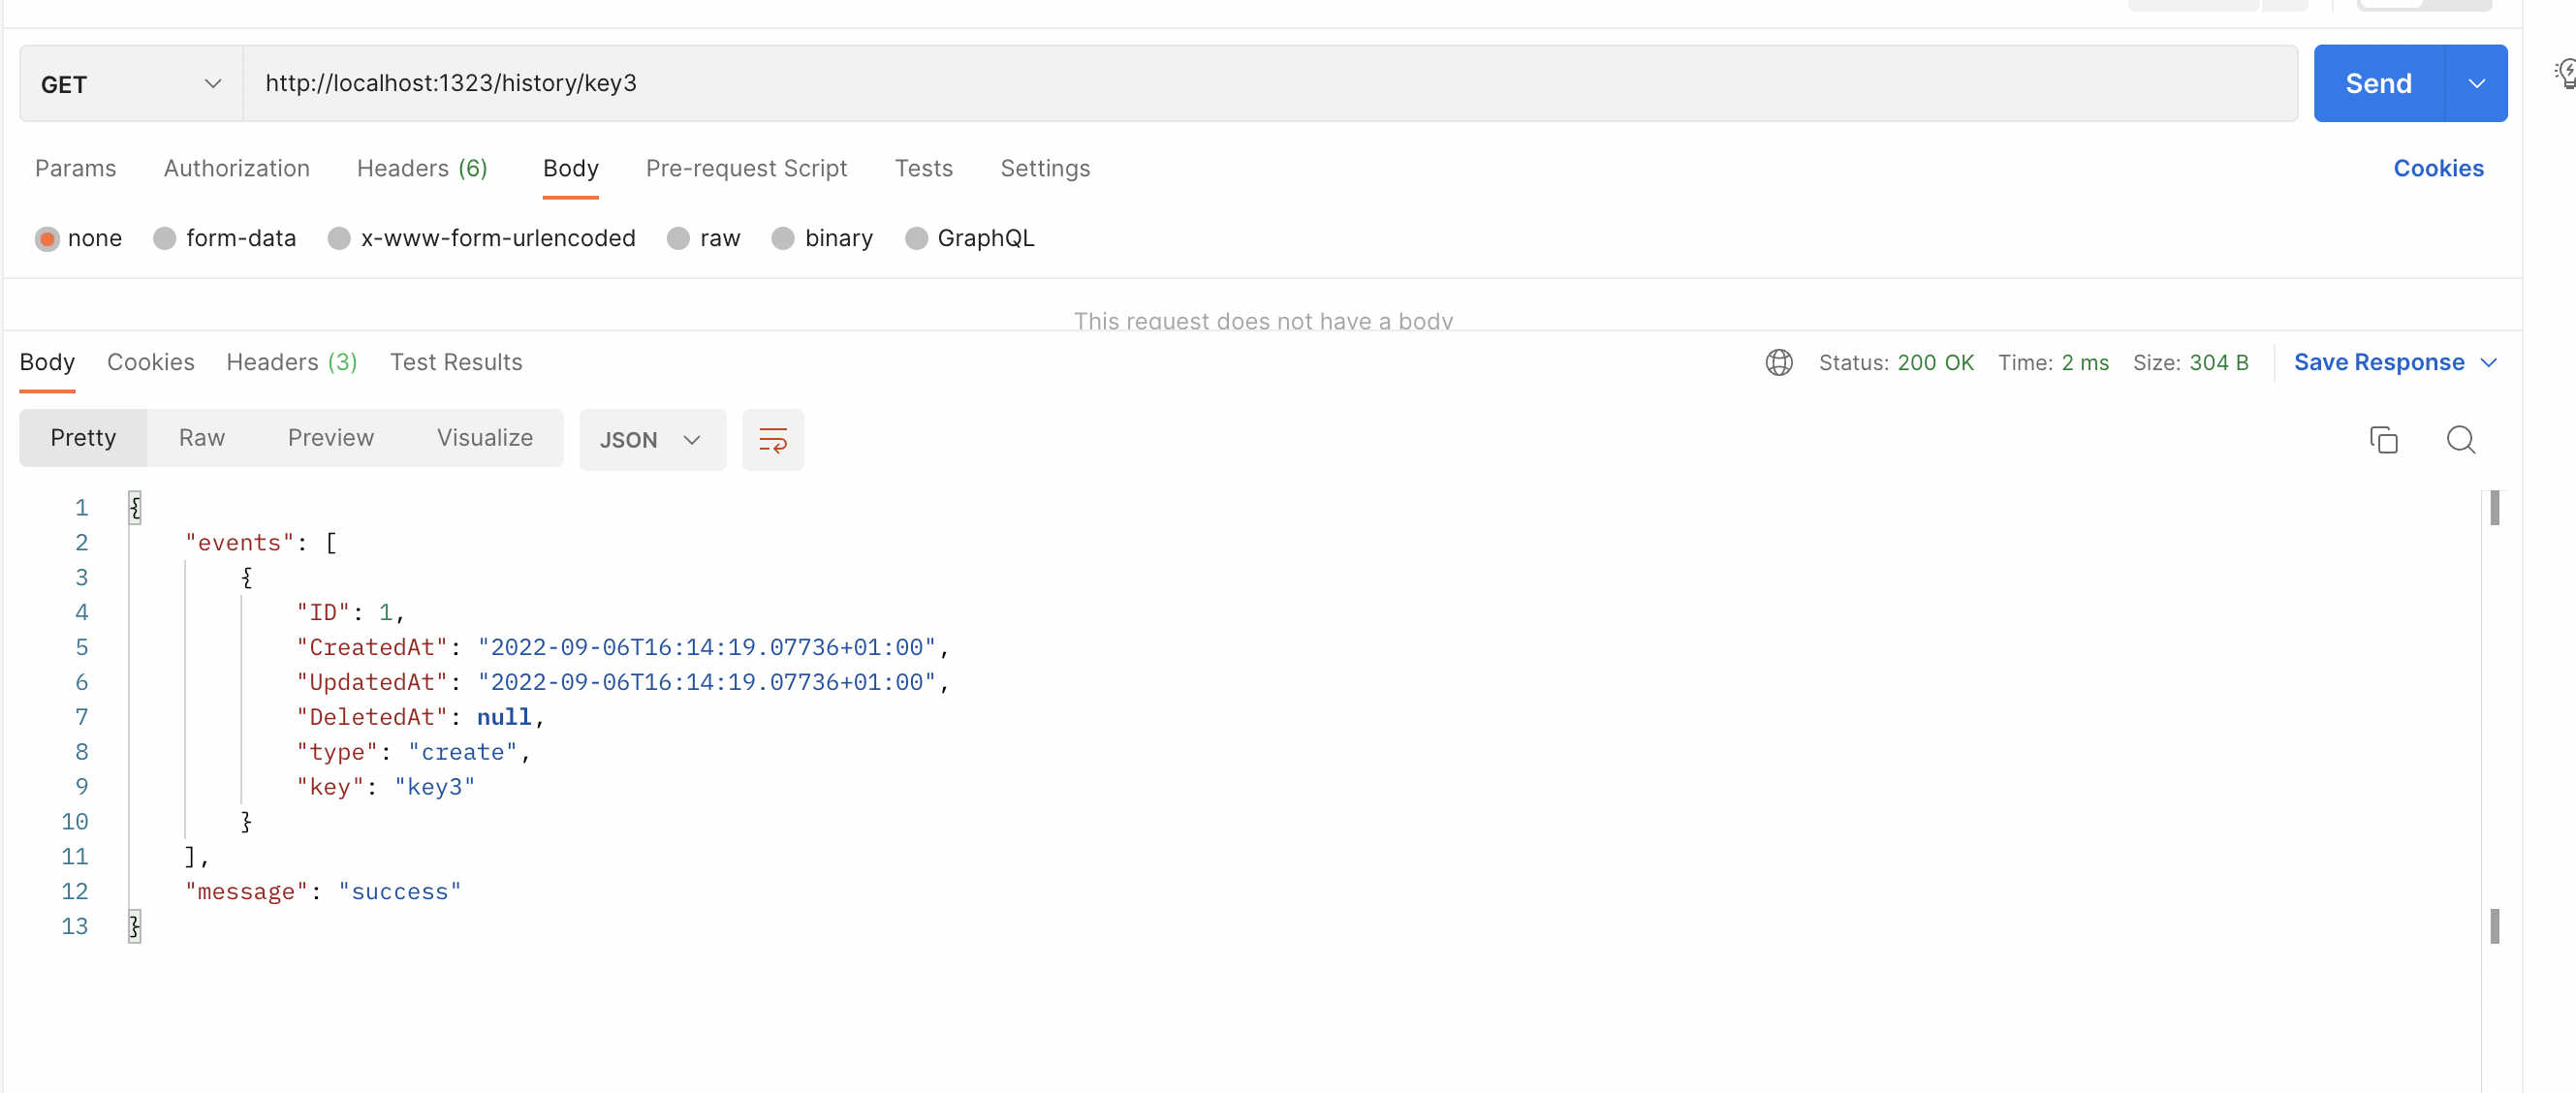 GET http://localhost:1323/history/key3 Send
Params Authorization Headers (6) Body Pre-request Script Tests Settings Cookies
none form-data x-www-form-urlencoded raw binary GraphQL
This request does not have a body
Body Cookies Headers (3) Test Results Status: 200 OK Time: 2 ms Size: 304 B Save Response
Pretty Raw Preview Visualize JSON
1 {
2 "events": [
3 {
4 "ID": 1,
5 "CreatedAt": "2022-09-06T16:14:19.07736+01:00",
6 "UpdatedAt": "2022-09-06T16:14:19.07736+01:00",
7 "DeletedAt": null,
8 "type": "create",
9 "key": "key3"
10 }
11 ],
12 "message": "success"
13 }